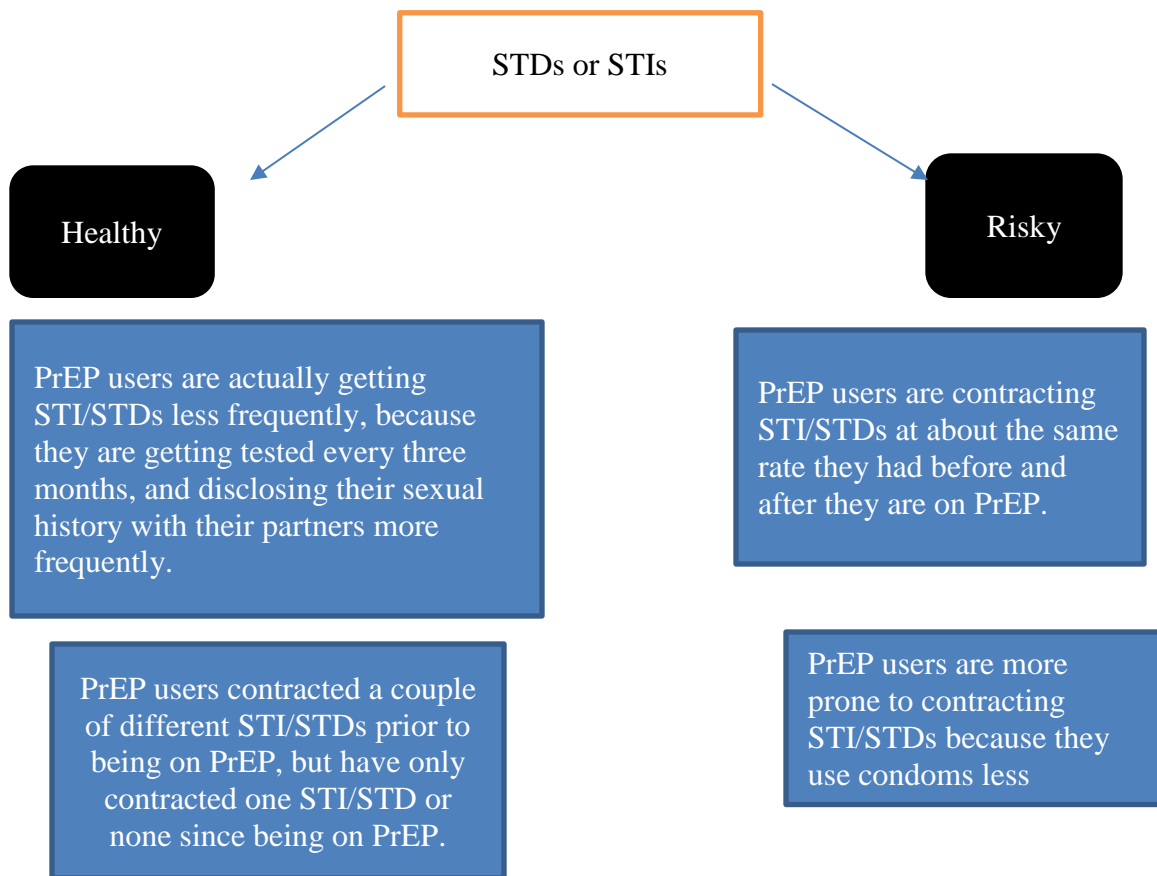 STDs or STIs
Healthy
Risky
PrEP users are actually getting
STI/STDs less frequently, because
they are getting tested every three
months, and disclosing their sexual
history with their partners more
frequently.
PrEP users contracted a couple
of different STI/STDs prior to
being on PrEP, but have only
contracted one STI/STD or
none since being on PrEP.
PrEP users are contracting
STI/STDs at about the same
rate they had before and
after they are on PrEP.
PrEP users are more
prone to contracting
STI/STDs because they
use condoms less